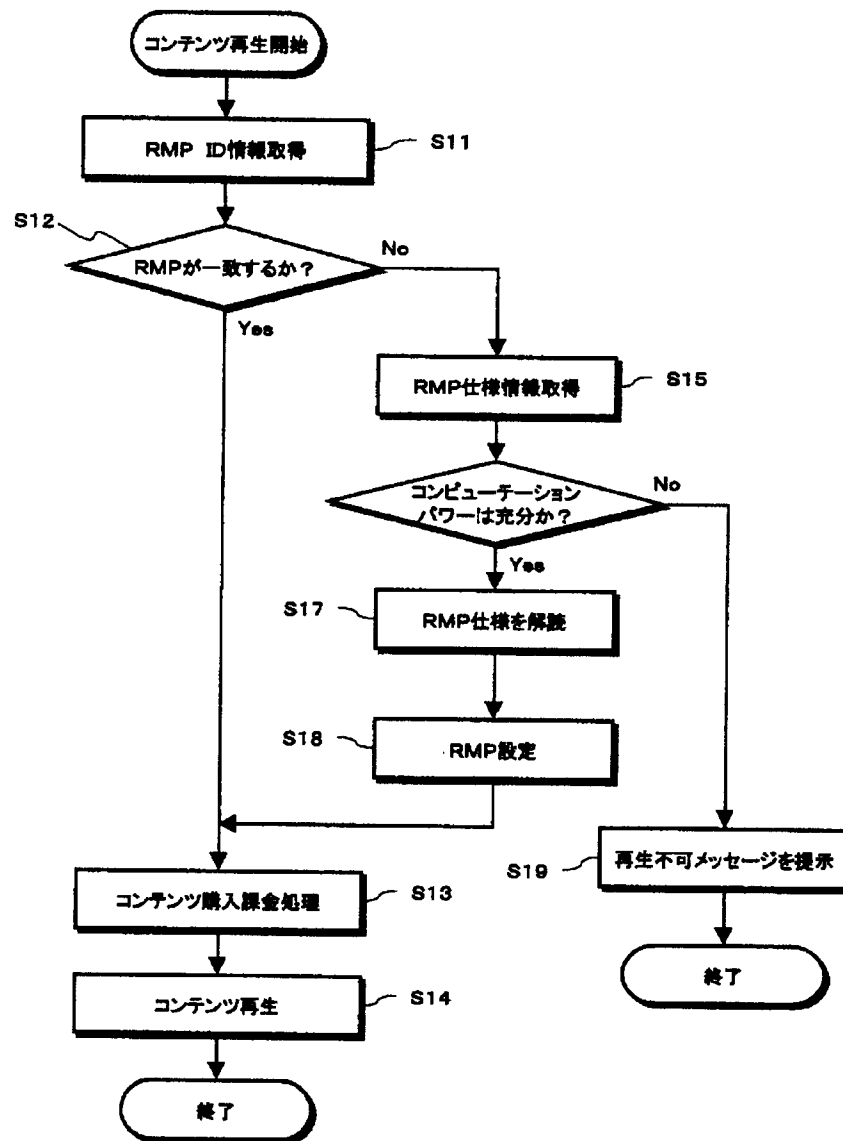 コンテンツ再生開始
RMP ID情報取得
S11
S12
RMPが一致するか？
No
Yes
RMP仕様情報取得
S15
コンピューテーション
パワーは充分か？
No
Yes
S17
RMP仕様を解読
S18
RMP設定
S19
再生不可メッセージを提示
コンテンツ購入課金処理
S13
終了
コンテンツ再生
S14
終了